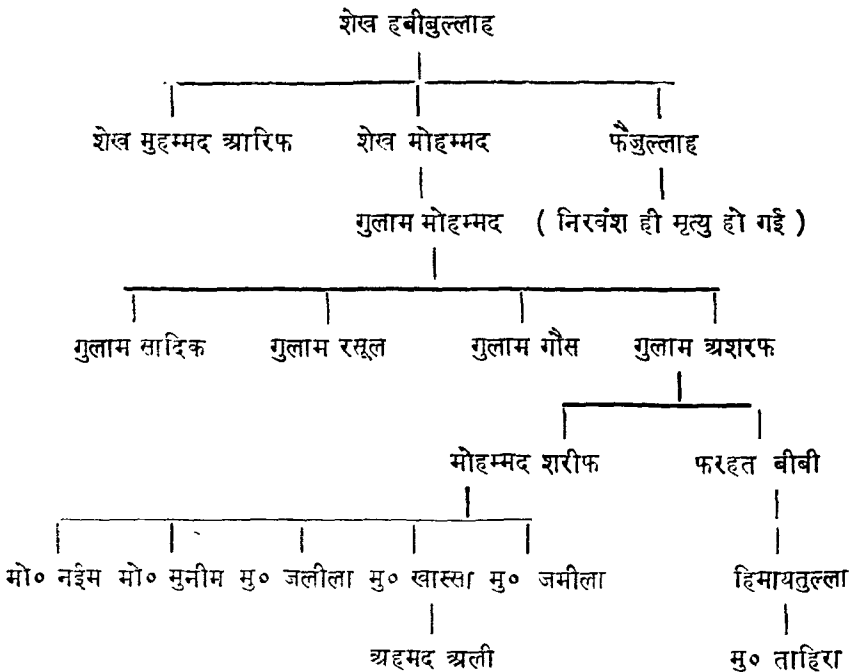 शेख हबीबुल्लाह
शेख मुहम्मद आरिफ शेख मोहम्मद फैजुल्लाह
गुलाम मोहम्मद ( निरवंश ही मृत्यु हो गई )
गुलाम सादिक गुलाम रसूल गुलाम गौस गुलाम अशरफ
मोहम्मद शरीफ फरहत बीबी
मो० नईम मो० मुनीम मु० जलीला मु० खास्सा मु० जमीला हिमायतुल्ला
अहमद अली मु० ताहिरा